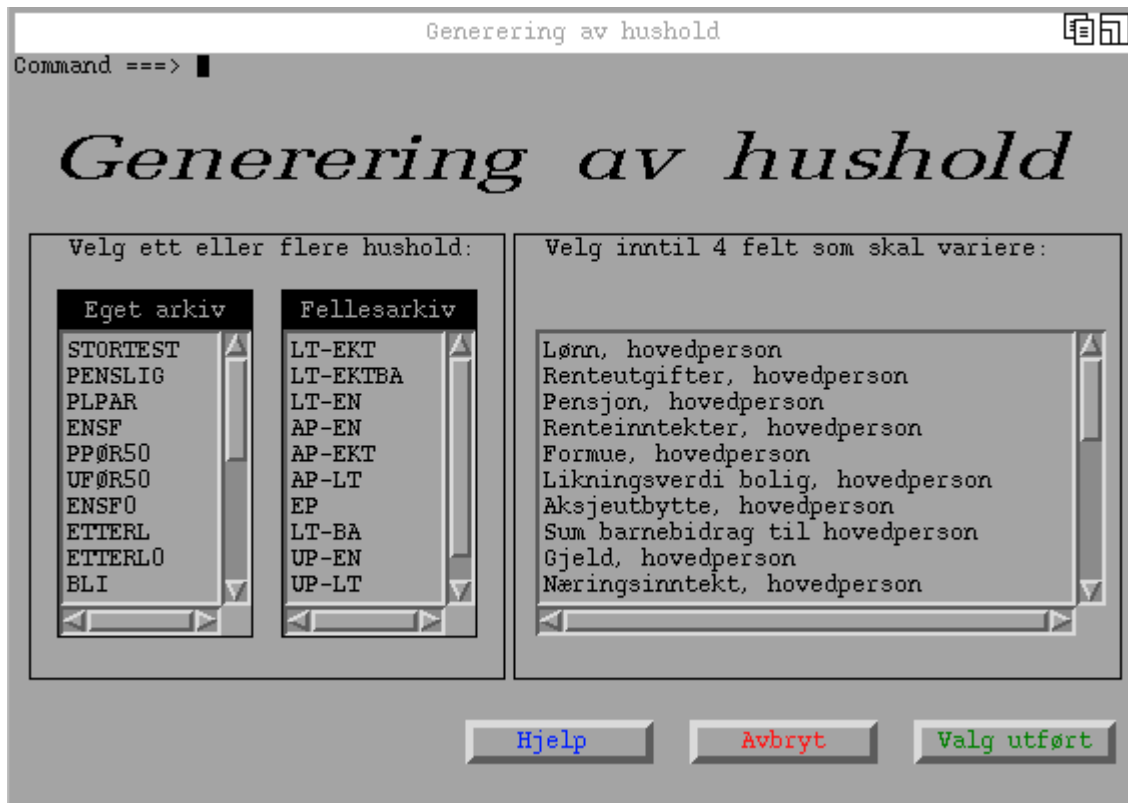 Generering av hushold
Command ===>
Generering av hushold
Velg ett eller flere hushold:
Eget arkiv
STORTEST
PENSLIG
PLPAR
ENSF
PPØR50
UFØR50
ENSF0
ETTERL
ETTERLO
BLI
Fellesarkiv
LT-EKT
LT-EKTBA
LT-EN
AP-EN
AP-EKT
AP-LT
EP
LT-BA
UP-EN
UP-LT
Velg inntil 4 felt som skal variere:
Lønn, hovedperson
Renteutgifter, hovedperson
Pensjon, hovedperson
Renteinntekter, hovedperson
Formue, hovedperson
Likningsverdi bolig, hovedperson
Aksjeutbytte, hovedperson
Sum barnebidrag til hovedperson
Gjeld, hovedperson
Næringsinntekt, hovedperson
Hjelp
Avbryt
Valg utført